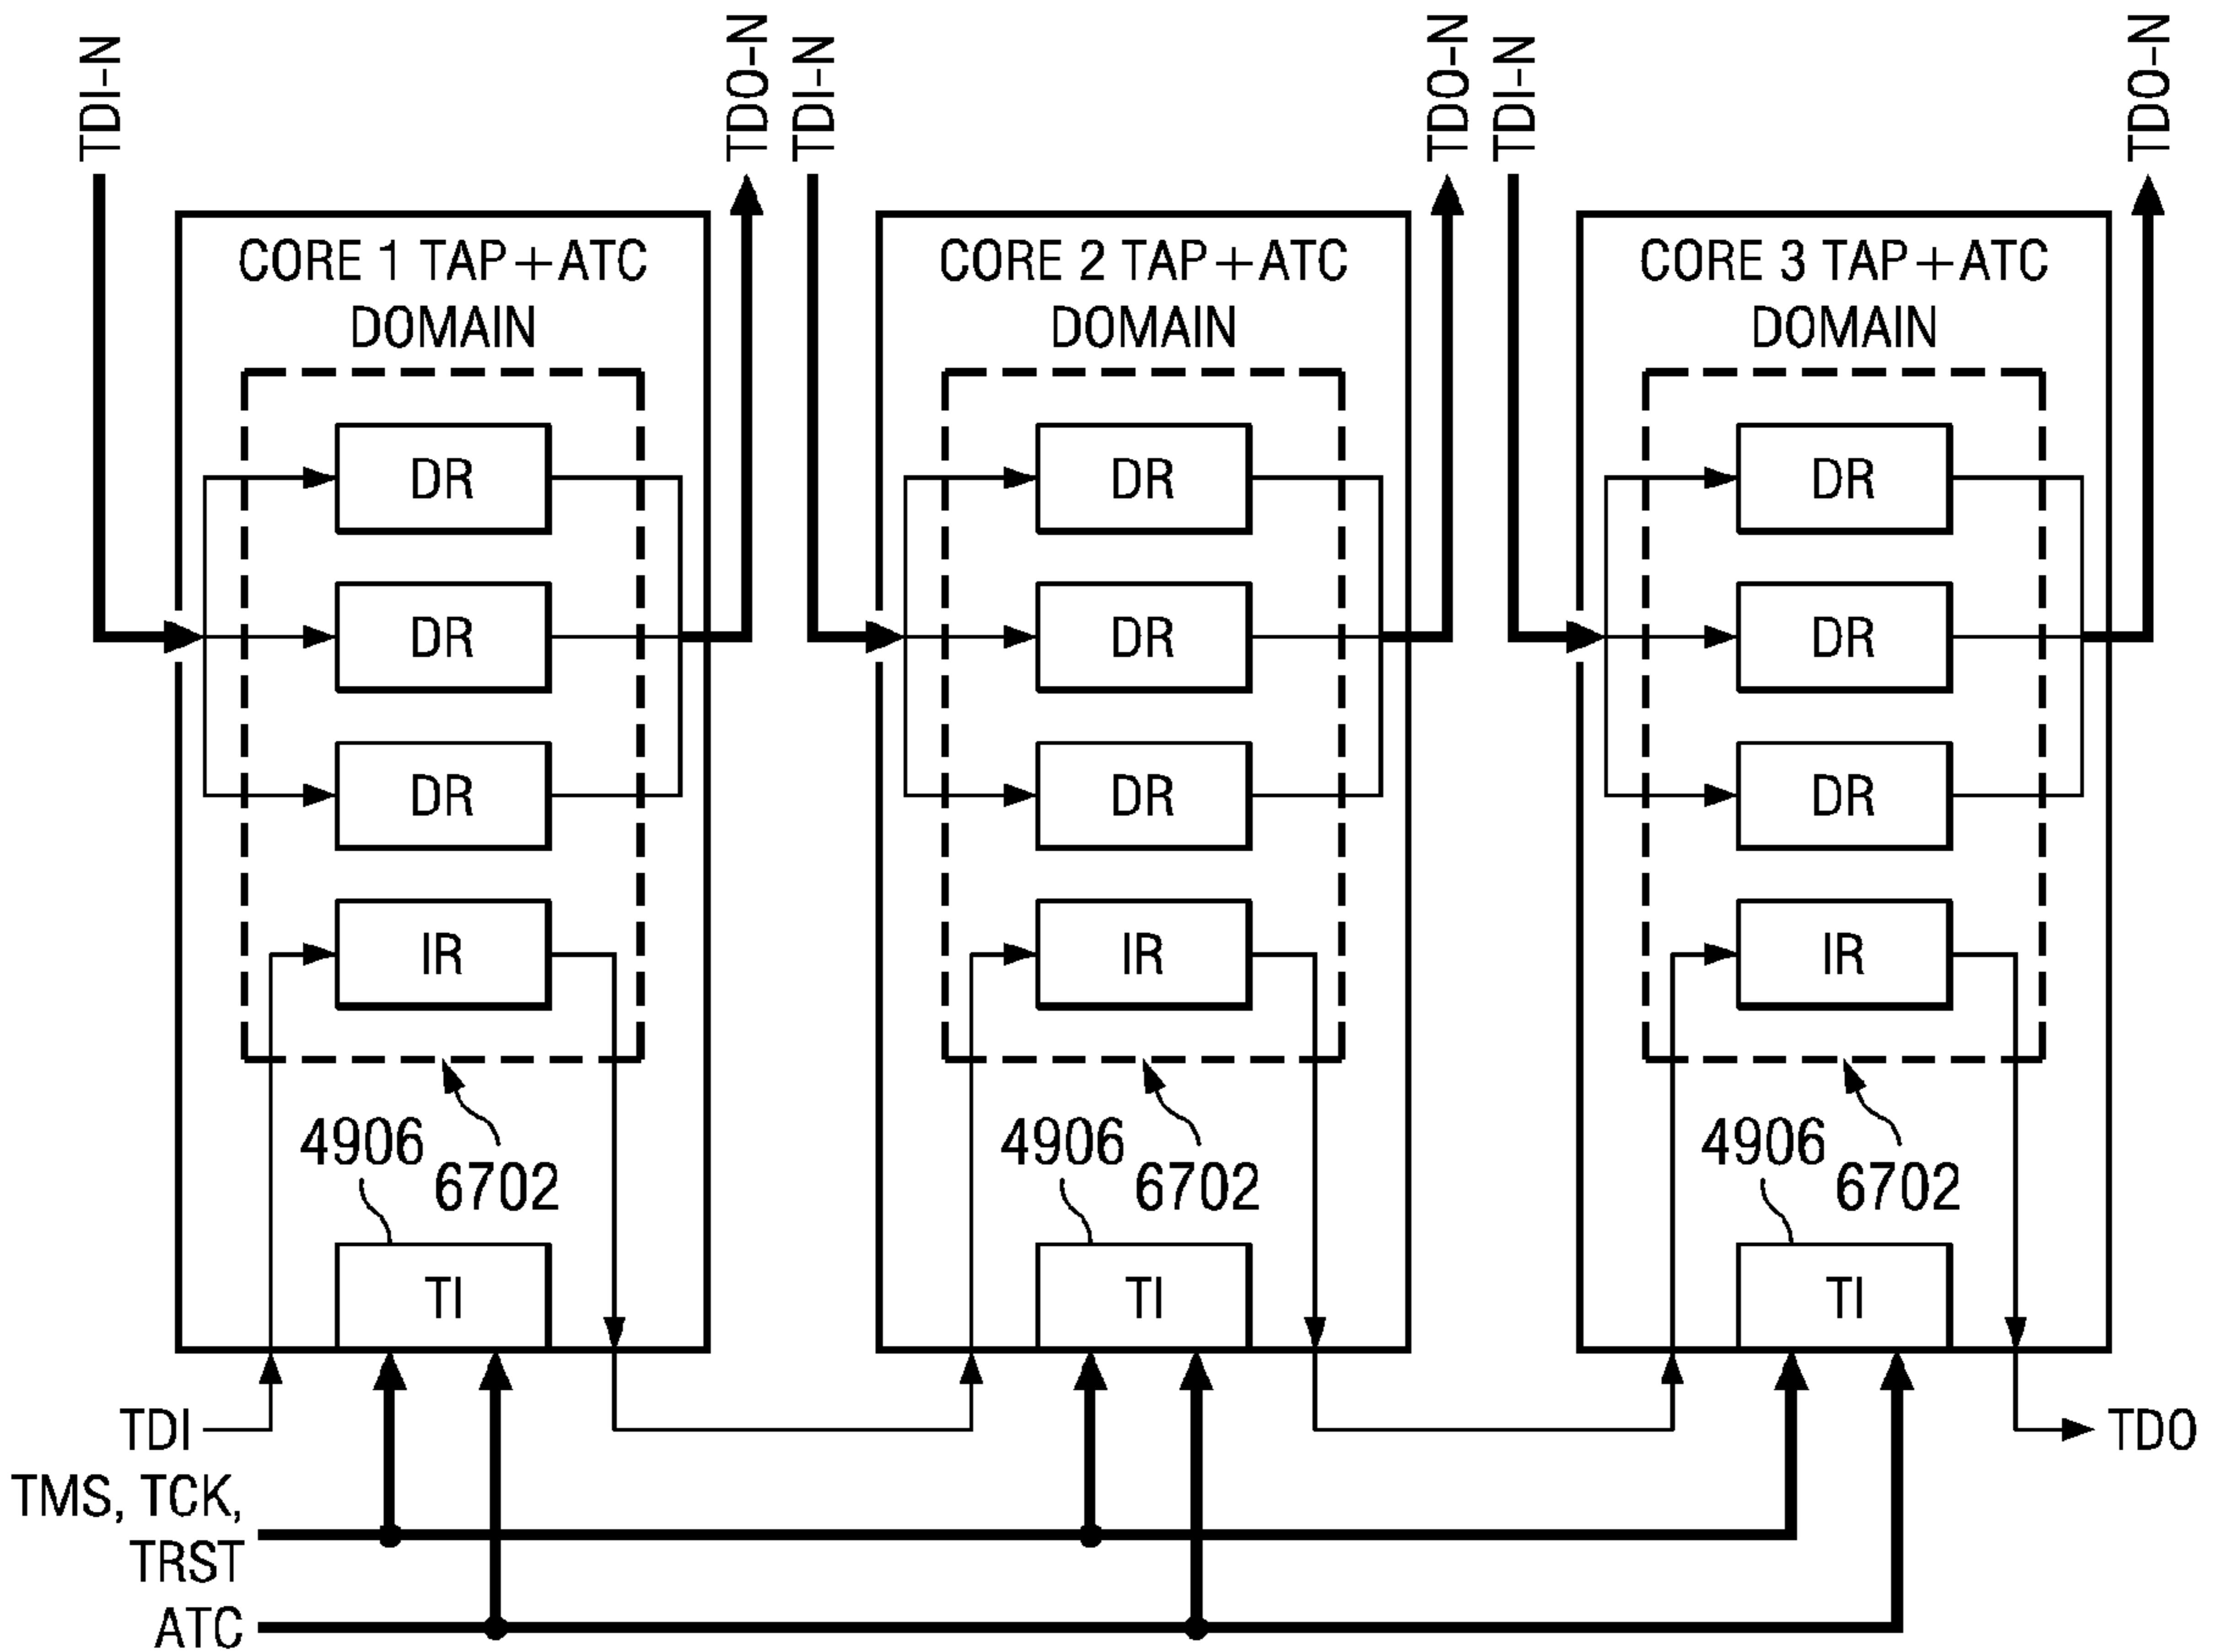 TDI-N
TDO-N
TDI-N
TDO-N
TDI-N
TDO-N
CORE 1 TAP+ATC
DOMAIN
DR
DR
DR
IR
4906
6702
TI
CORE 2 TAP+ATC
DOMAIN
DR
DR
DR
IR
4906
6702
TI
CORE 3 TAP+ATC
DOMAIN
DR
DR
DR
IR
4906
6702
TI
TDI
TDO
TMS, TCK,
TRST
ATC